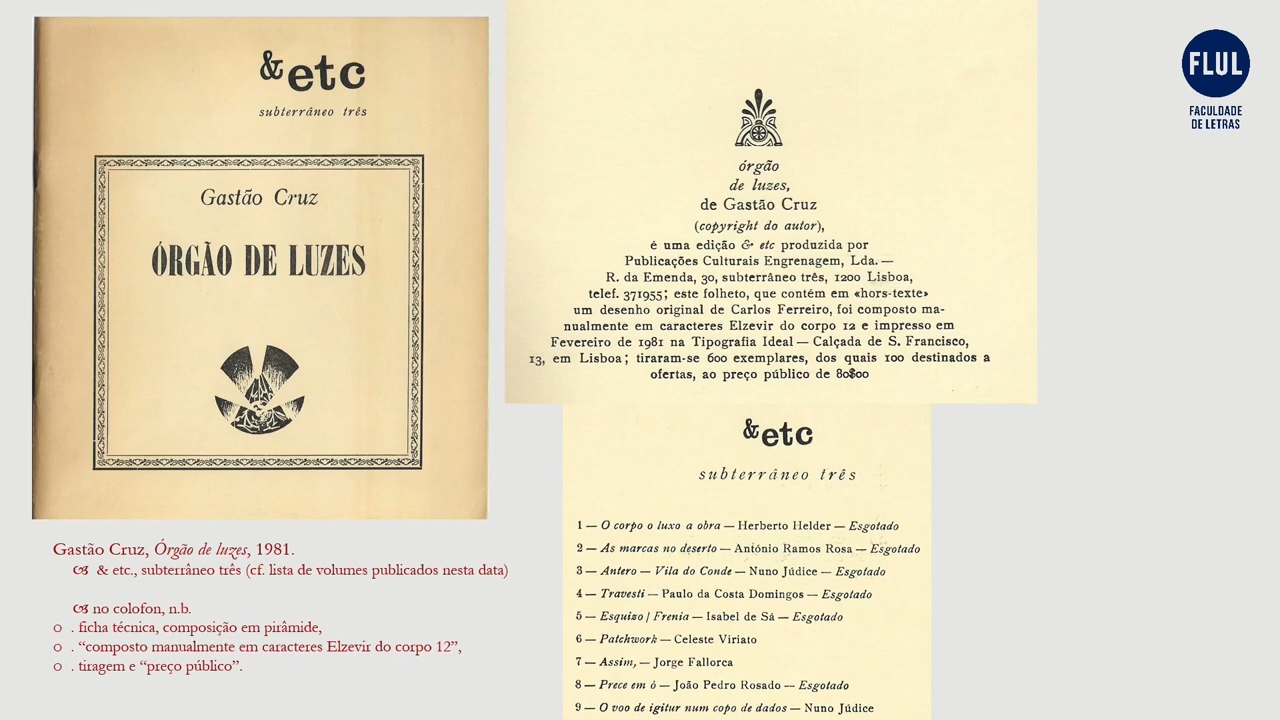 &etc
subterrâneo três
Gastão Cruz
ÓRGÃO DE LUZES
Gastão Cruz, Órgão de luzes, 1981.
& etc., subterrâneo três (cf. lista de volumes publicados nesta data)
no colofon, n.b.
. ficha técnica, composição em pirâmide,
. “composto manualmente em caracteres Elzevir do corpo 12”,
. tiragem e “preço público”.
órgão
de luzes,
de Gastão Cruz
(copyright do autor),
é uma edição & etc produzida por
Publicações Culturais Engrenagem, Lda. —
R. da Emenda, 30, subterrâneo três, 1200 Lisboa,
telef. 371955; este folheto, que contém em «hors-texte»
um desenho original de Carlos Ferreiro, foi composto ma-
nualmente em caracteres Elzevir do corpo 12 e impresso em
Fevereiro de 1981 na Tipografia Ideal — Calçada de S. Francisco,
13, em Lisboa; tiraram-se 600 exemplares, dos quais 100 destinados a
ofertas, ao preço público de 80$00
&etc
subterrâneo três
1 — O corpo o luxo a obra — Herberto Helder — Esgotado
2 — As marcas no deserto — António Ramos Rosa — Esgotado
3 — Antero — Vila do Conde — Nuno Júdice — Esgotado
4 — Travesti — Paulo da Costa Domingos — Esgotado
5 — Esquizo / Frenia — Isabel de Sá — Esgotado
6 — Patchwork — Celeste Viriato
7 — Assim, — Jorge Fallorca
8 — Prece em ó — João Pedro Rosado — Esgotado
9 — O voo de igitur num copo de dados — Nuno Júdice
FLUL
FACULDADE
DE LETRAS